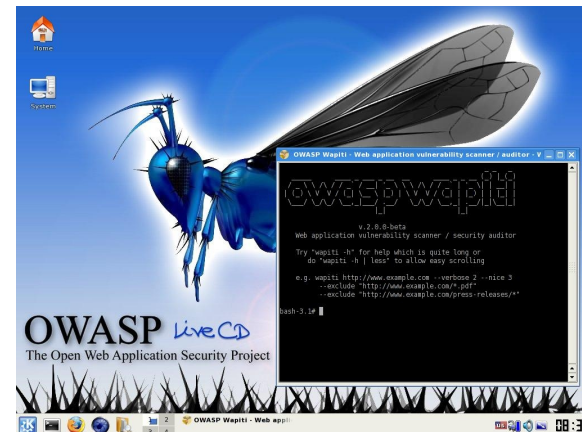 Home
System
OWASP Wapiti - Web application vulnerability scanner / auditor - W
owasp wapiti
v.2.0.0-beta
Web application vulnerability scanner / security auditor
Try "wapiti -h" for help which is quite long or
do "wapiti -h | less" to allow easy scrolling
e.g. wapiti http://www.example.com --verbose 2 --nice 3
--exclude "http://www.example.com/*.pdf"
--exclude "http://www.example.com/press-releases/*"
bash-3.1#
OWASP Live CD
The Open Web Application Security Project
2
OWASP Wapiti - Web appli